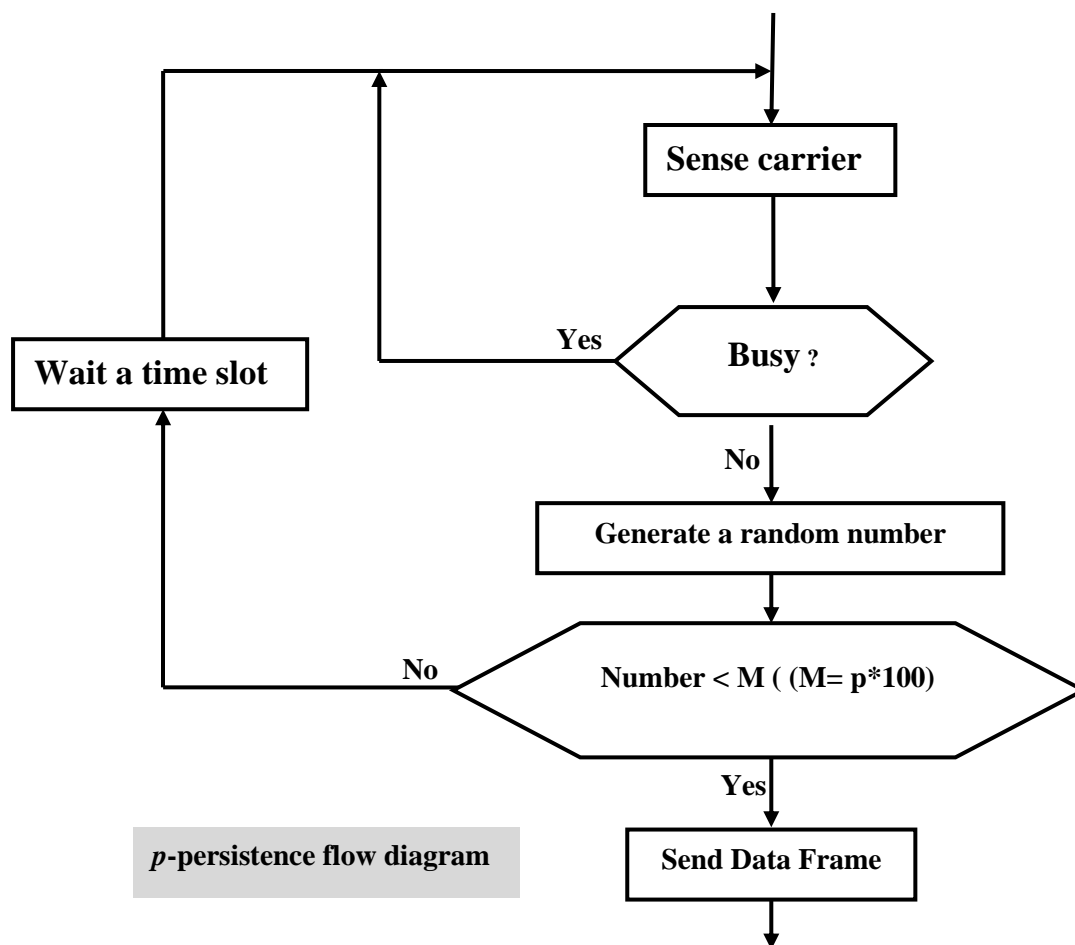 Sense carrier
Yes
Busy ?
Wait a time slot
No
Generate a random number
No
Number < M ( (M= p*100)
Yes
p-persistence flow diagram
Send Data Frame